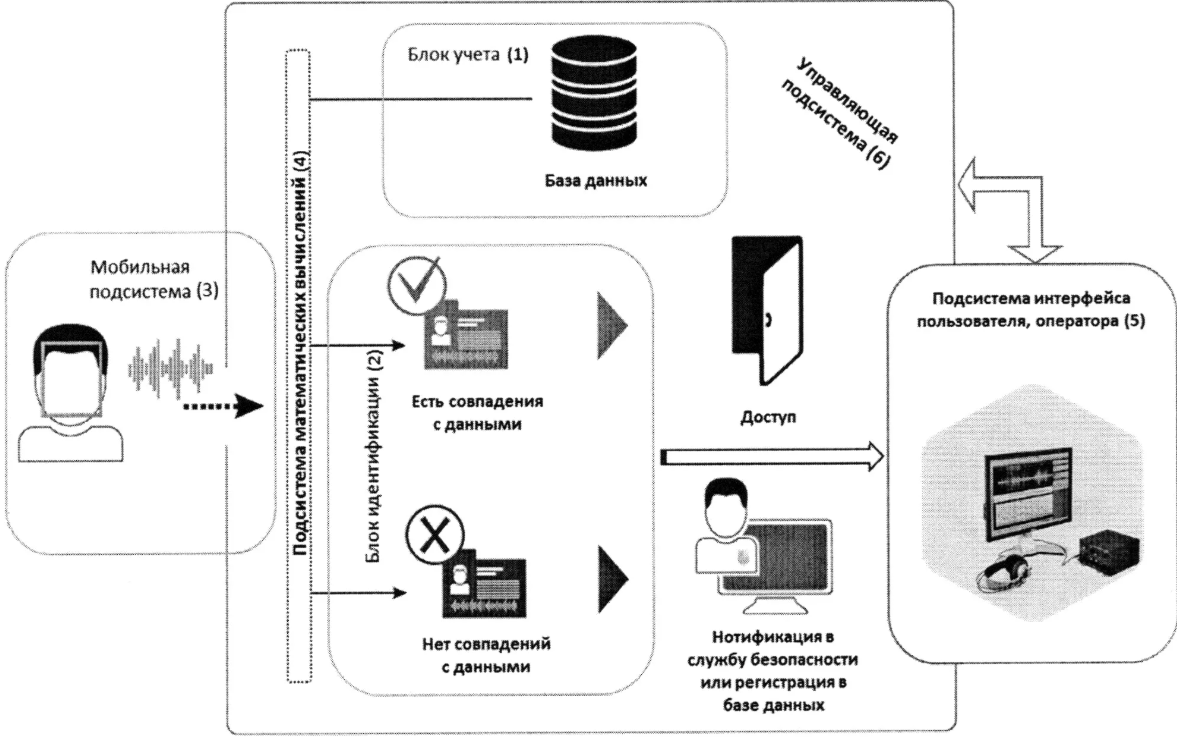 Блок учета (1)
База данных
Управляющая
подсистема (6)
Мобильная
подсистема (3)
Подсистема математических вычислений (4)
Блок идентификации (2)
Есть совпадения
с данными
Нет совпадений
с данными
Доступ
Нотификация в
службу безопасности
или регистрация в
базе данных
Подсистема интерфейса
пользователя, оператора (5)